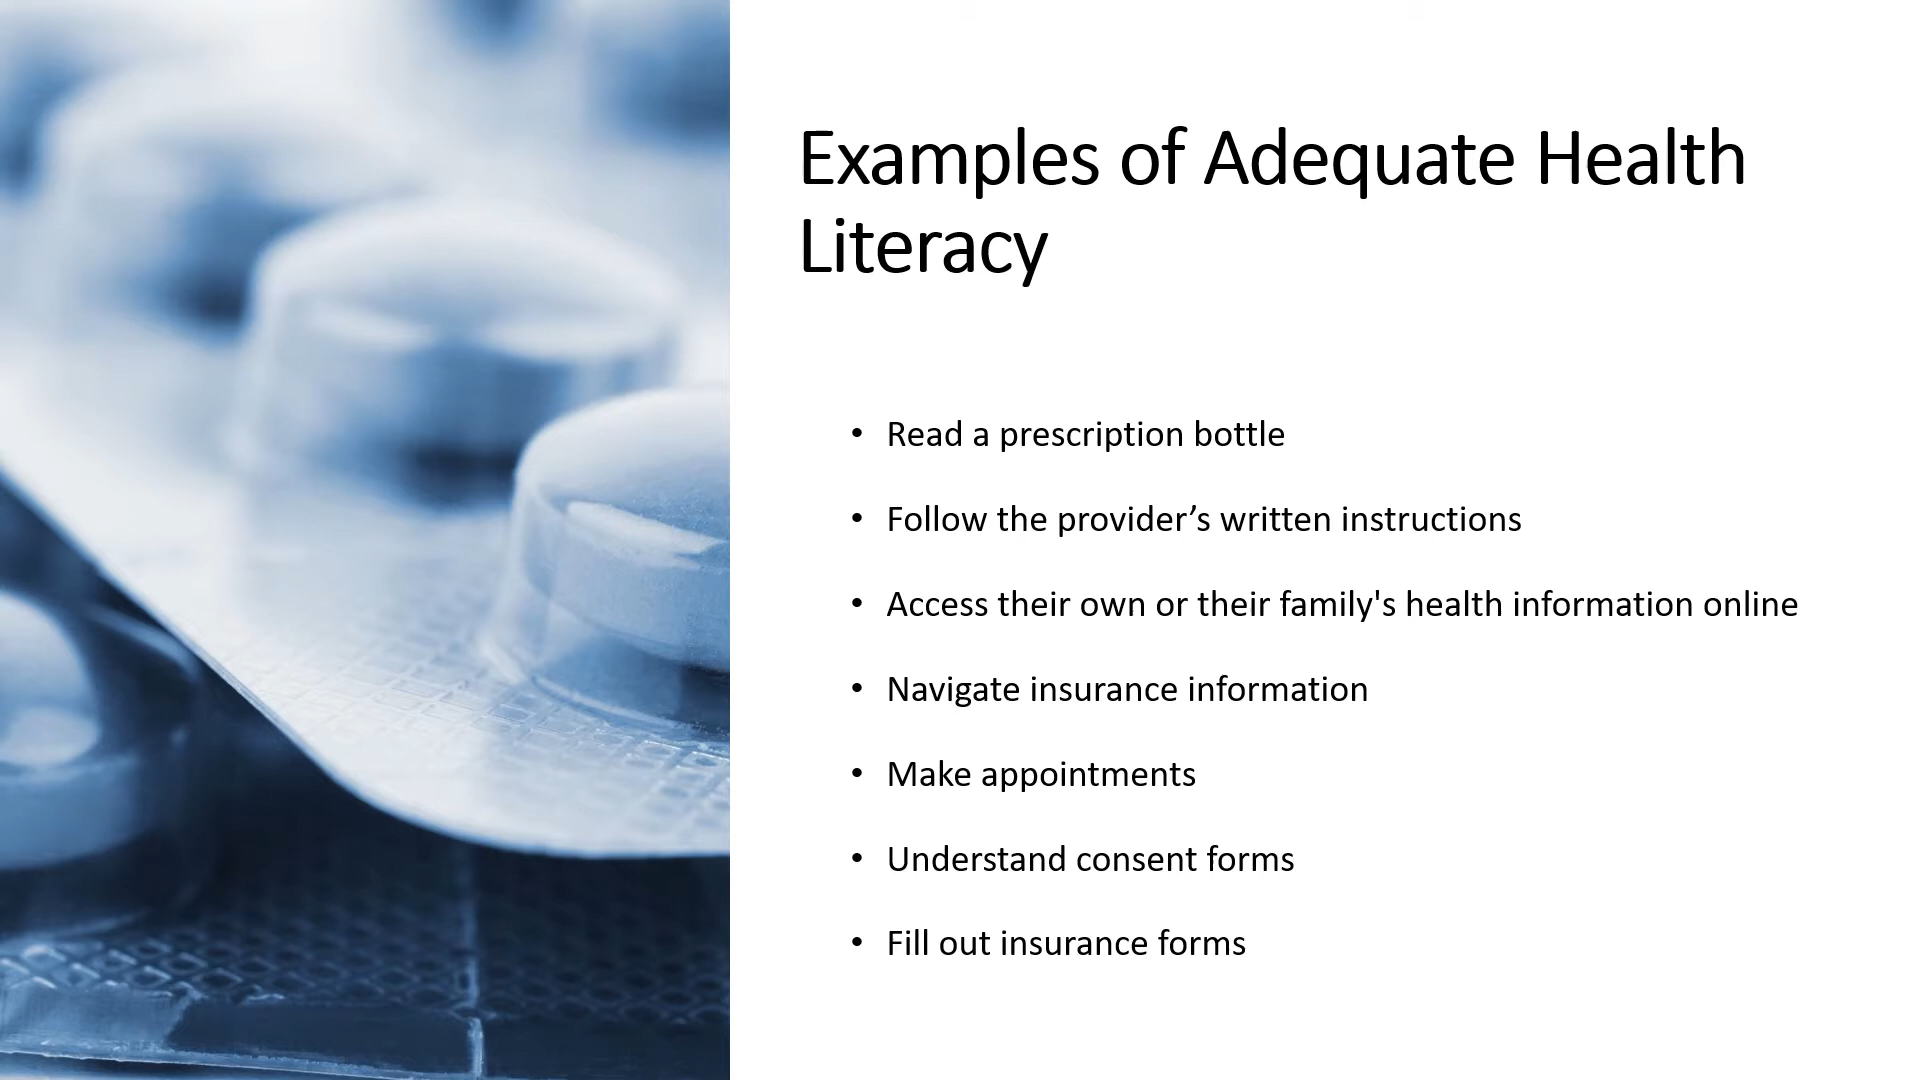 Examples of Adequate Health
Literacy
• Read a prescription bottle
• Follow the provider’s written instructions
• Access their own or their family's health information online
• Navigate insurance information
• Make appointments
• Understand consent forms
• Fill out insurance forms